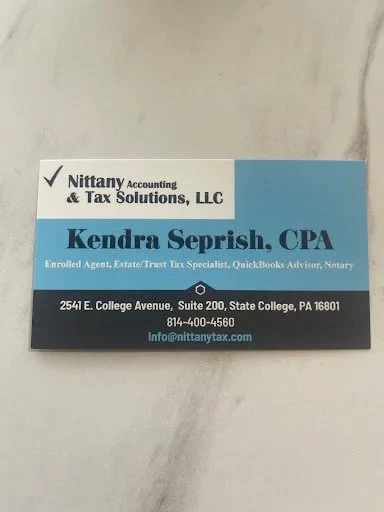 Nittany Accounting
& Tax Solutions, LLC
Kendra Seprish, CPA
Enrolled Agent, Estate/Trust Tax Specialist, QuickBooks Advisor, Notary
2541 E. College Avenue, Suite 200, State College, PA 16801
814-400-4560
Info@nittanytax.com